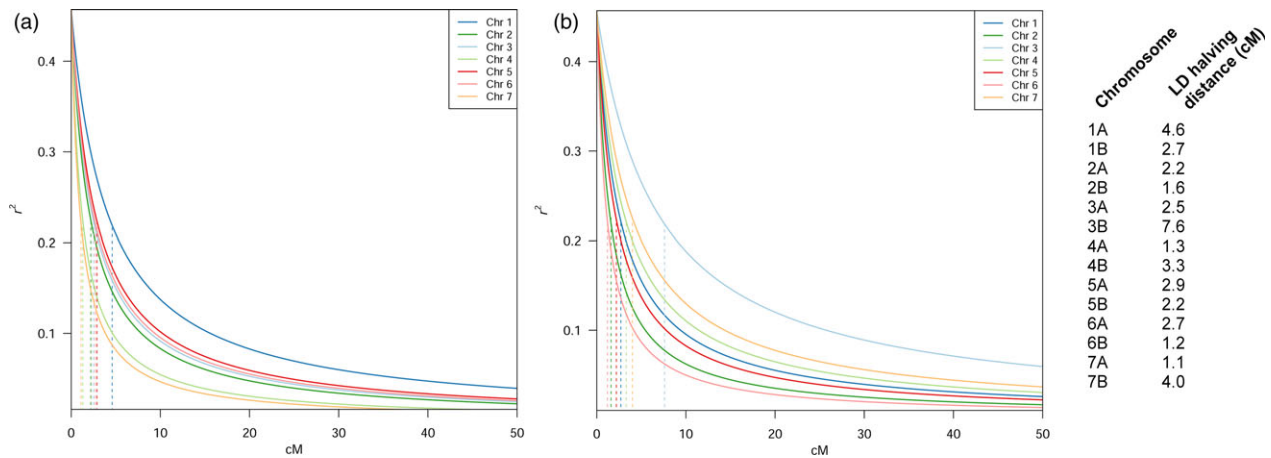 (a)
Chr 1
Chr 2
Chr 3
Chr 4
Chr 5
Chr 6
Chr 7
0.4
0.3
0.2
0.1
r²
0 10 20 30 40 50
cM
(b)
Chr 1
Chr 2
Chr 3
Chr 4
Chr 5
Chr 6
Chr 7
0.4
0.3
0.2
0.1
r²
0 10 20 30 40 50
cM
Chromosome
LD halving
distance (cM)
1A 4.6
1B 2.7
2A 2.2
2B 1.6
3A 2.5
3B 7.6
4A 1.3
4B 3.3
5A 2.9
5B 2.2
6A 2.7
6B 1.2
7A 1.1
7B 4.0